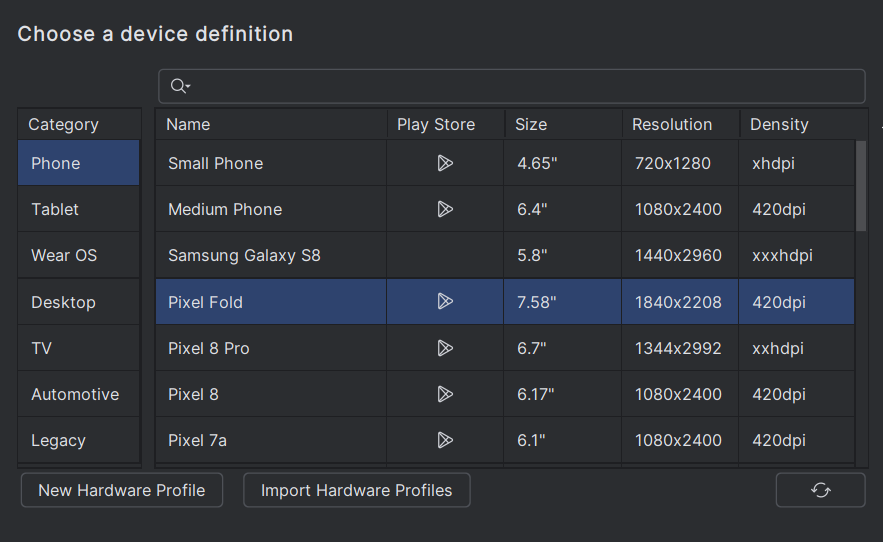 Choose a device definition
Category Name Play Store Size Resolution Density
Phone Small Phone 4.65" 720x1280 xhdpi
Tablet Medium Phone 6.4" 1080x2400 420dpi
Wear OS Samsung Galaxy S8 5.8" 1440x2960 xxxhdpi
Desktop Pixel Fold 7.58" 1840x2208 420dpi
TV Pixel 8 Pro 6.7" 1344x2992 xxhdpi
Automotive Pixel 8 6.17" 1080x2400 420dpi
Legacy Pixel 7a 6.1" 1080x2400 420dpi
New Hardware Profile Import Hardware Profiles